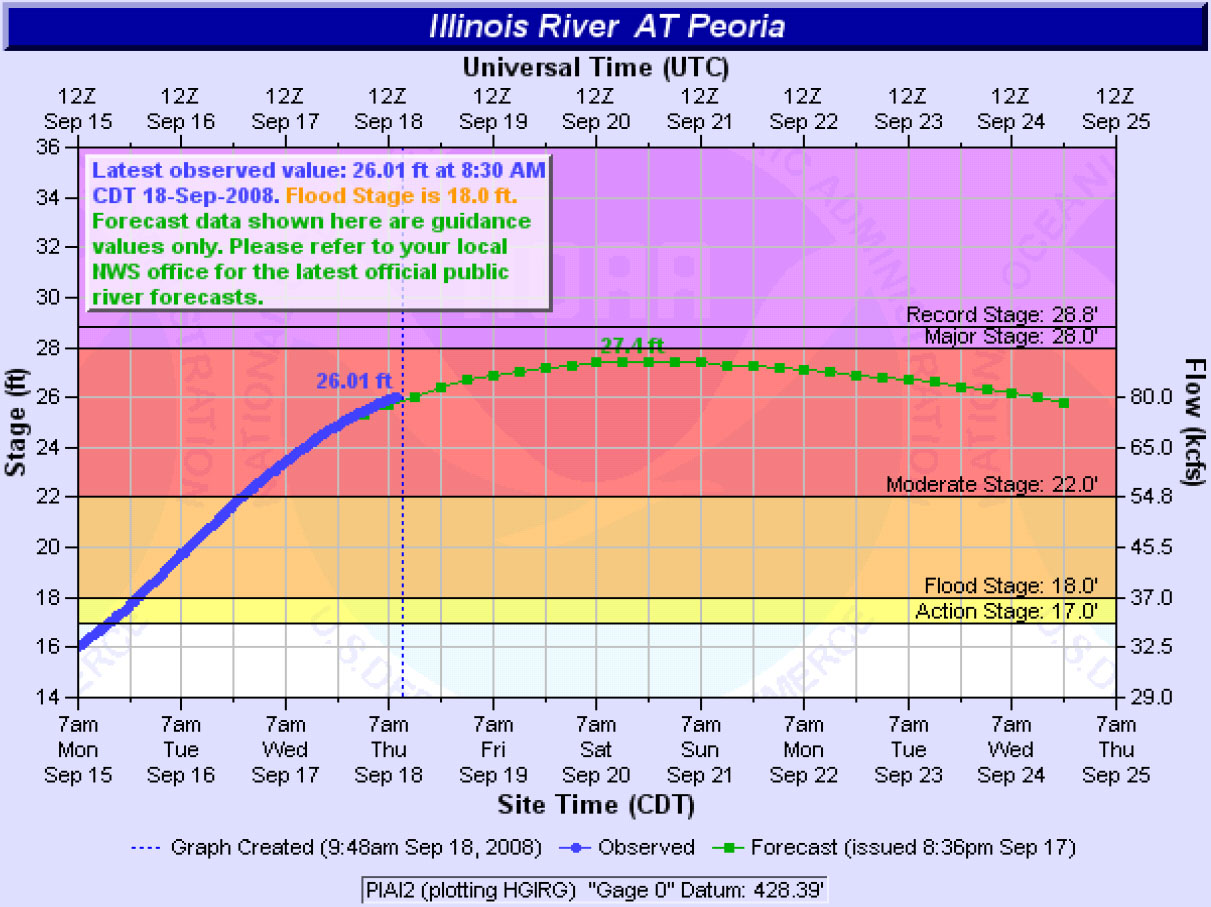 Illinois River AT Peoria
Universal Time (UTC)
12Z 12Z 12Z 12Z 12Z 12Z 12Z 12Z 12Z 12Z 12Z
Sep 15 Sep 16 Sep 17 Sep 18 Sep 19 Sep 20 Sep 21 Sep 22 Sep 23 Sep 24 Sep 25
Latest observed value: 26.01 ft at 8:30 AM
CDT 18-Sep-2008. Flood Stage is 18.0 ft.
Forecast data shown here are guidance
values only. Please refer to your local
NWS office for the latest official public
river forecasts.
Stage (ft)
36
34
32
30
28
26
24
22
20
18
16
14
NOAA
Record Stage: 28.8'
Major Stage: 28.0'
27.4 ft
26.01 ft
Moderate Stage: 22.0'
Flood Stage: 18.0'
Action Stage: 17.0'
Flow (kcfs)
80.0
65.0
54.8
45.5
37.0
32.5
29.0
7am 7am 7am 7am 7am 7am 7am 7am 7am 7am 7am
Mon Tue Wed Thu Fri Sat Sun Mon Tue Wed Thu
Sep 15 Sep 16 Sep 17 Sep 18 Sep 19 Sep 20 Sep 21 Sep 22 Sep 23 Sep 24 Sep 25
Site Time (CDT)
Graph Created (9:48am Sep 18, 2008) Observed Forecast (issued 8:36pm Sep 17)
PIAI2 (plotting HGIRG) "Gage 0" Datum: 428.39'